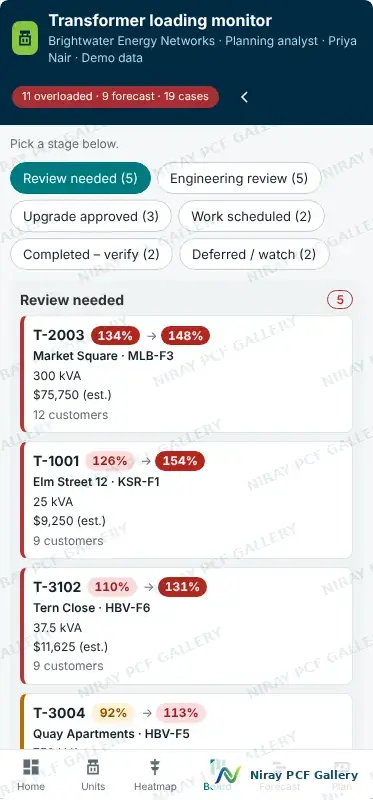 Transformer loading monitor
Brightwater Energy Networks · Planning analyst · Priya
Nair · Demo data
11 overloaded · 9 forecast · 19 cases
Pick a stage below.
Review needed (5)
Engineering review (5)
Upgrade approved (3)
Work scheduled (2)
Completed – verify (2)
Deferred / watch (2)
Review needed
5
T-2003 134% → 148%
Market Square · MLB-F3
300 kVA
$75,750 (est.)
12 customers
T-1001 126% → 154%
Elm Street 12 · KSR-F1
25 kVA
$9,250 (est.)
9 customers
T-3102 110% → 131%
Tern Close · HBV-F6
37.5 kVA
$11,625 (est.)
9 customers
T-3004 92% → 113%
Quay Apartments · HBV-F5
Home
Units
Heatmap
Forecast
Plan
Niray PCF Gallery
NIRAY PCF GALLERY